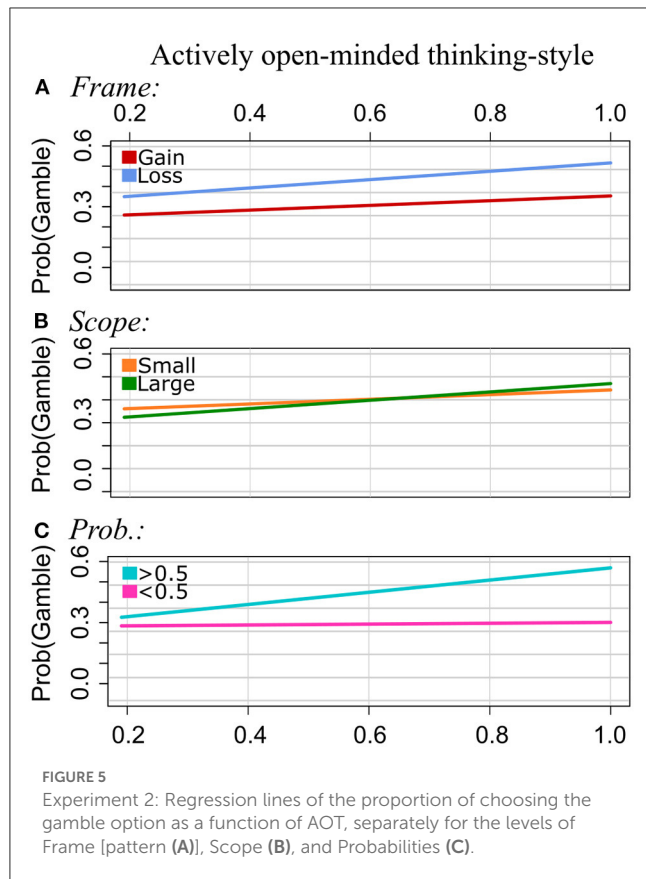 Actively open-minded thinking-style
A Frame:
0.2 0.4 0.6 0.8 1.0
Prob(Gamble)
0.0 0.3 0.6
Gain
Loss
B Scope:
Prob(Gamble)
0.0 0.3 0.6
Small
Large
C Prob.:
Prob(Gamble)
0.0 0.3 0.6
>0.5
<0.5
0.2 0.4 0.6 0.8 1.0
FIGURE 5
Experiment 2: Regression lines of the proportion of choosing the
gamble option as a function of AOT, separately for the levels of
Frame [pattern (A)], Scope (B), and Probabilities (C).